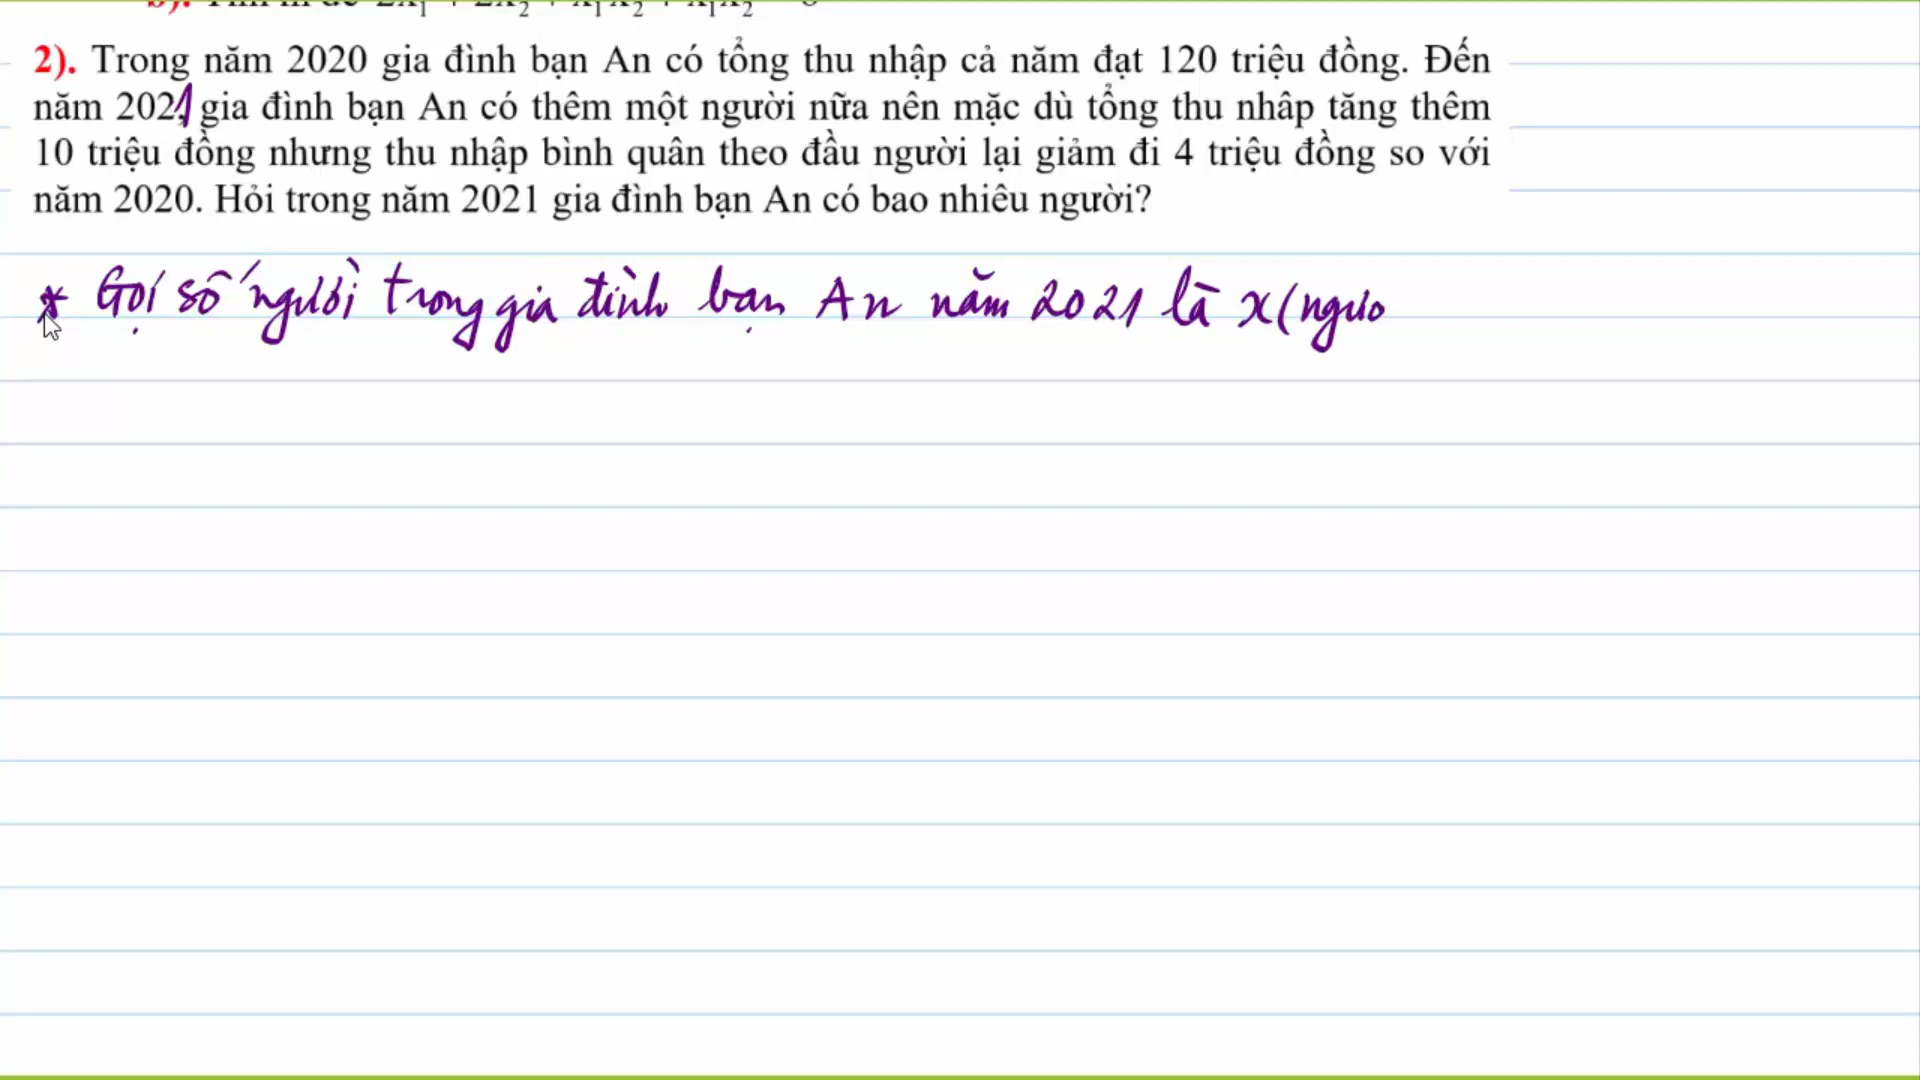 2). Trong năm 2020 gia đình bạn An có tổng thu nhập cả năm đạt 120 triệu đồng. Đến
năm 2021 gia đình bạn An có thêm một người nữa nên mặc dù tổng thu nhâp tăng thêm
10 triệu đồng nhưng thu nhập bình quân theo đầu người lại giảm đi 4 triệu đồng so với
năm 2020. Hỏi trong năm 2021 gia đình bạn An có bao nhiêu người?
* Gọi số người trong gia đình bạn An năm 2021 là x (nguo